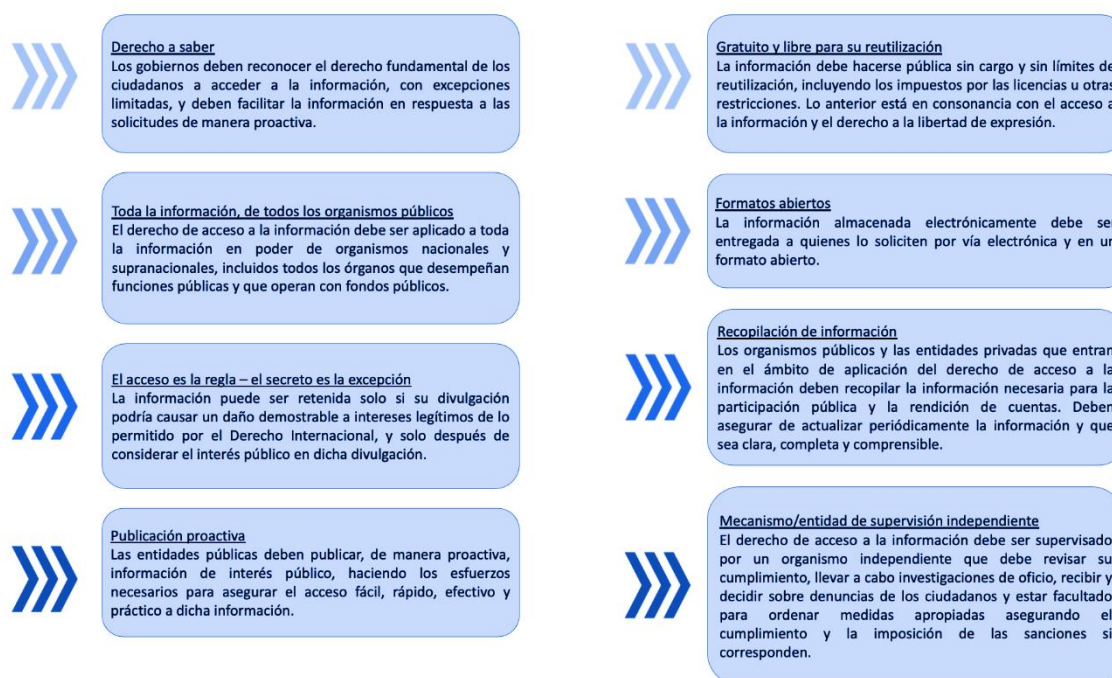 Derecho a saber
Los gobiernos deben reconocer el derecho fundamental de los
ciudadanos a acceder a la información, con excepciones
limitadas, y deben facilitar la información en respuesta a las
solicitudes de manera proactiva.
Toda la información, de todos los organismos públicos
El derecho de acceso a la información debe ser aplicado a toda
la información en poder de organismos nacionales y
supranacionales, incluidos todos los órganos que desempeñan
funciones públicas y que operan con fondos públicos.
El acceso es la regla – el secreto es la excepción
La información puede ser retenida solo si su divulgación
podría causar un daño demostrable a intereses legítimos de lo
permitido por el Derecho Internacional, y solo después de
considerar el interés público en dicha divulgación.
Publicación proactiva
Las entidades públicas deben publicar, de manera proactiva,
información de interés público, haciendo los esfuerzos
necesarios para asegurar el acceso fácil, rápido, efectivo y
práctico a dicha información.
Gratuito y libre para su reutilización
La información debe hacerse pública sin cargo y sin límites de
reutilización, incluyendo los impuestos por las licencias u otras
restricciones. Lo anterior está en consonancia con el acceso a
la información y el derecho a la libertad de expresión.
Formatos abiertos
La información almacenada electrónicamente debe ser
entregada a quienes lo soliciten por vía electrónica y en un
formato abierto.
Recopilación de información
Los organismos públicos y las entidades privadas que entran
en el ámbito de aplicación del derecho de acceso a la
información deben recopilar la información necesaria para la
participación pública y la rendición de cuentas. Deben
asegurar de actualizar periódicamente la información y que
sea clara, completa y comprensible.
Mecanismo/entidad de supervisión independiente
El derecho de acceso a la información debe ser supervisado
por un organismo independiente que debe revisar su
cumplimiento, llevar a cabo investigaciones de oficio, recibir y
decidir sobre denuncias de los ciudadanos y estar facultado
para ordenar medidas apropiadas asegurando el
cumplimiento y la imposición de las sanciones si
corresponden.